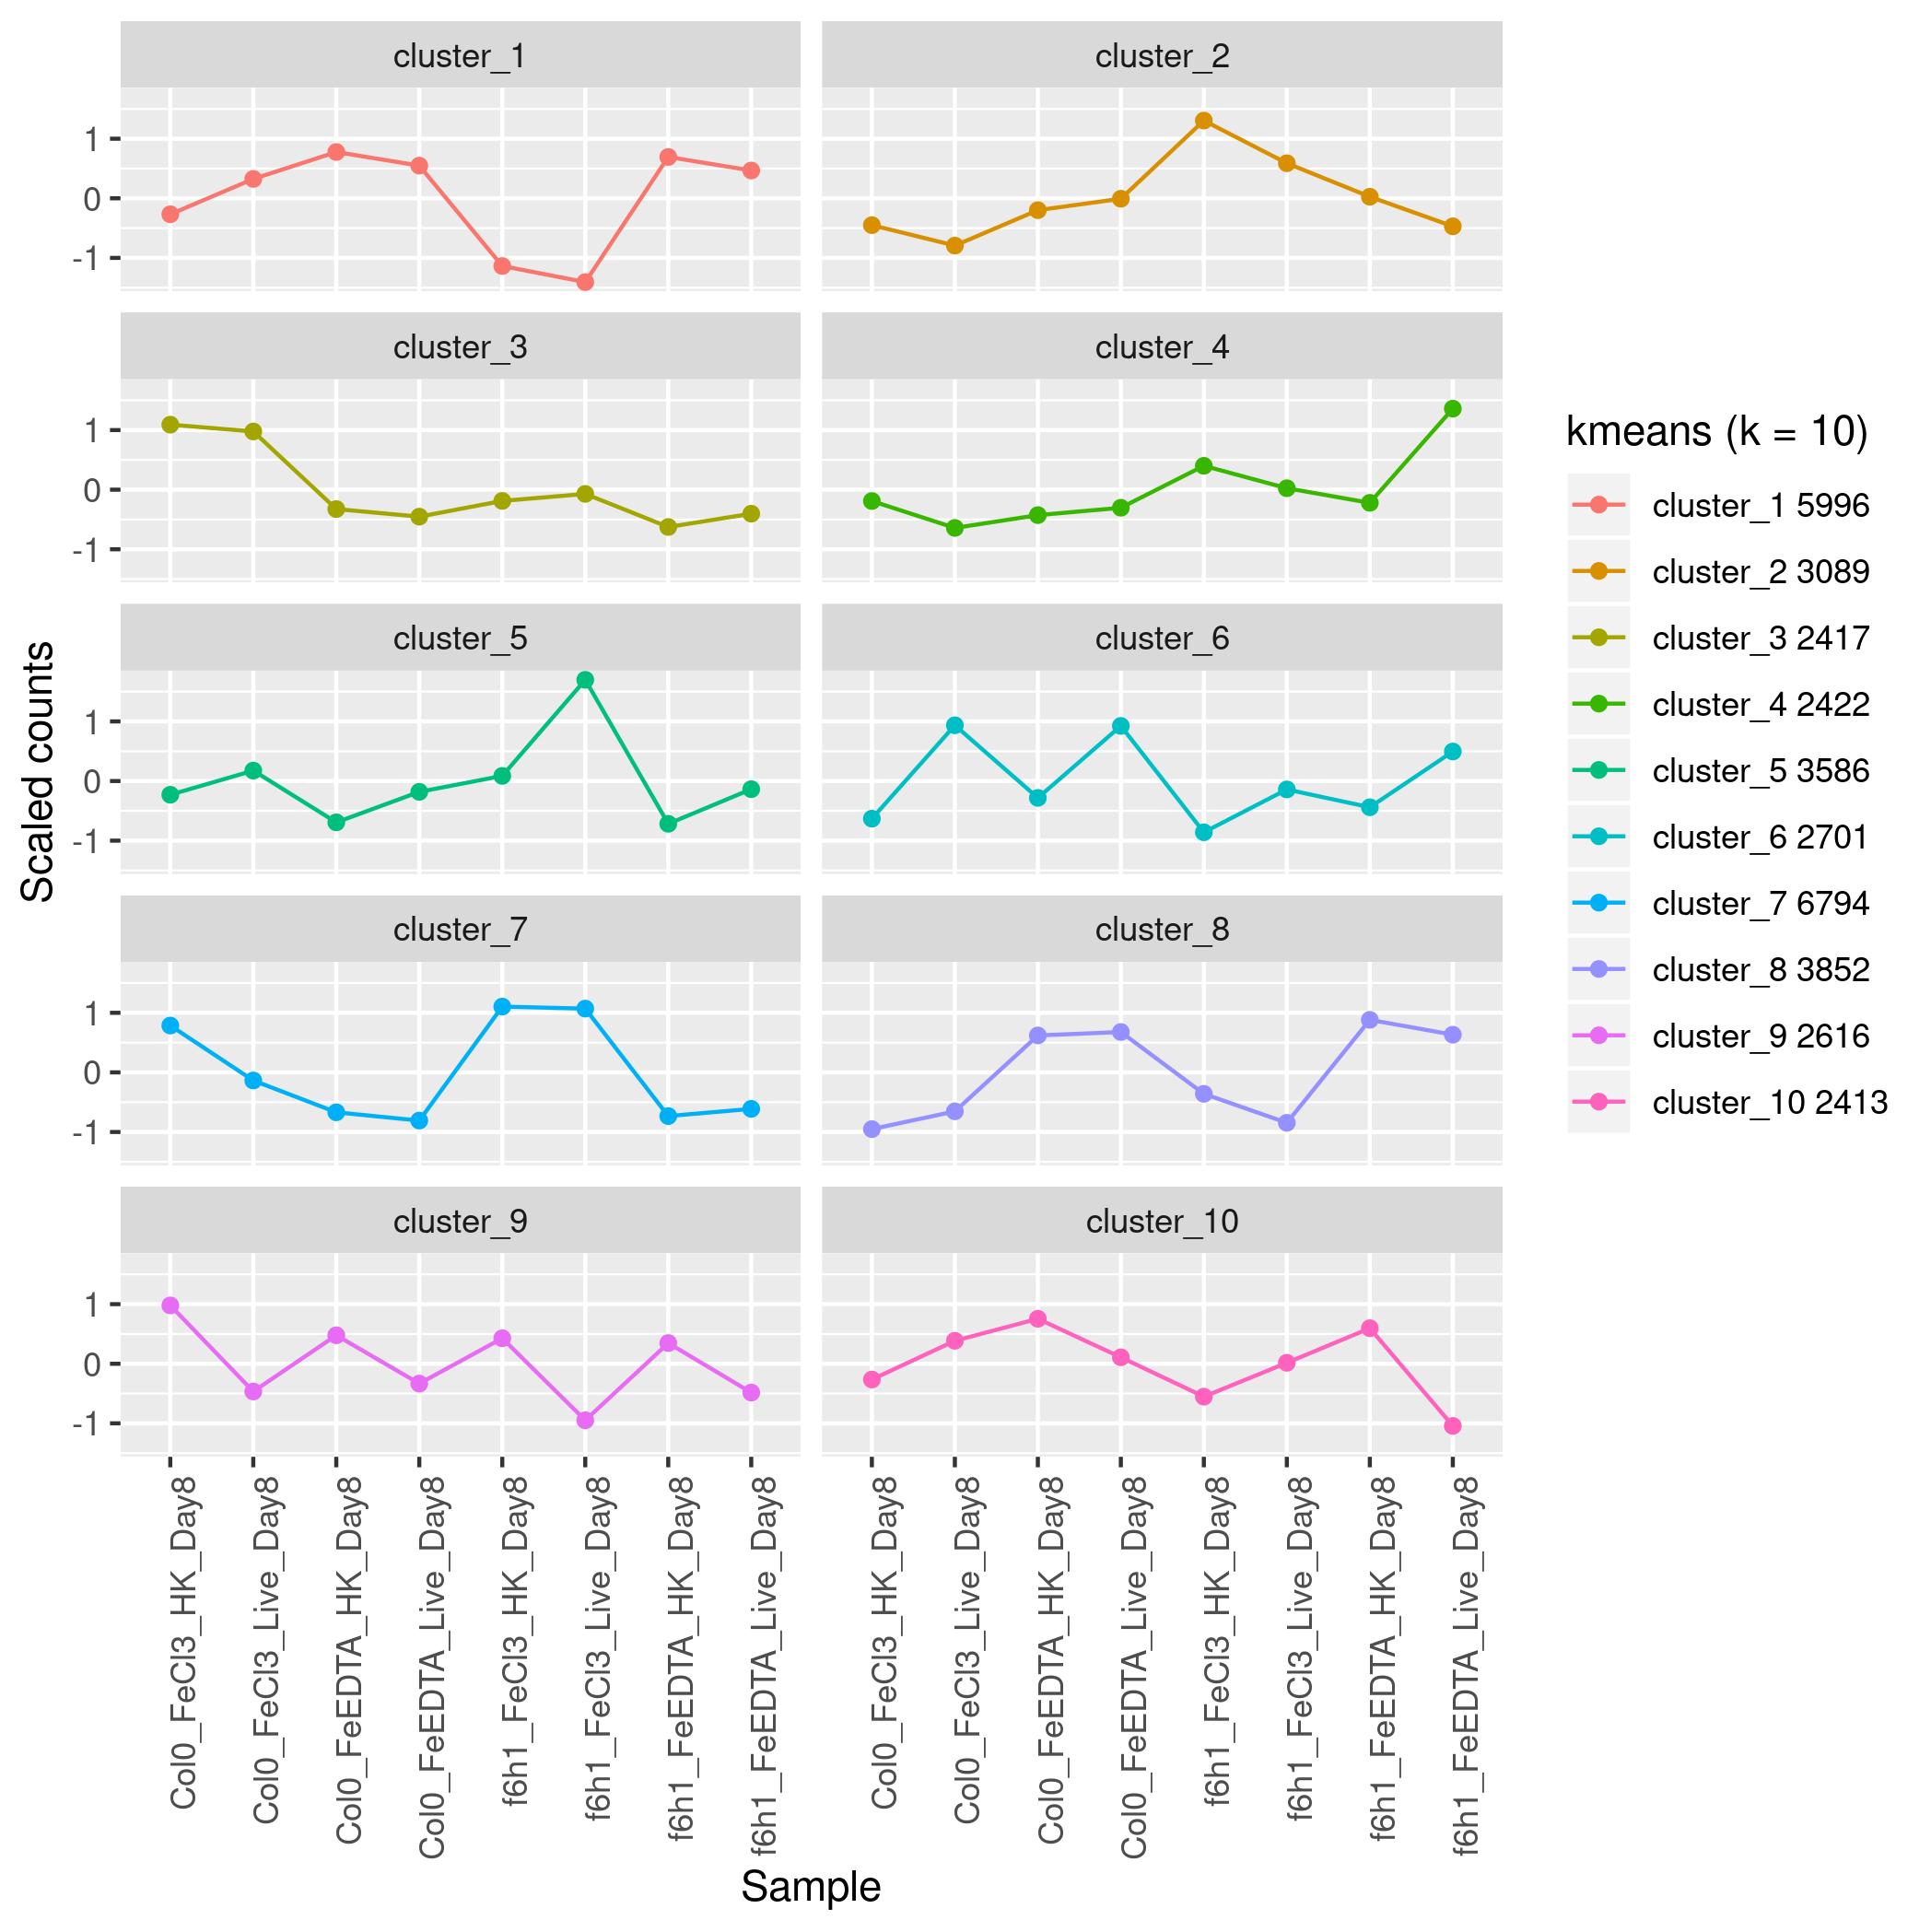 cluster_1
cluster_2
1
0
-1
cluster_3
cluster_4
1
0
-1
cluster_5
cluster_6
1
0
-1
cluster_7
cluster_8
1
0
-1
cluster_9
cluster_10
1
0
-1
Col0_FeCl3_HK_Day8
Col0_FeCl3_Live_Day8
Col0_FeEDTA_HK_Day8
Col0_FeEDTA_Live_Day8
f6h1_FeCl3_HK_Day8
f6h1_FeCl3_Live_Day8
f6h1_FeEDTA_HK_Day8
f6h1_FeEDTA_Live_Day8
Col0_FeCl3_HK_Day8
Col0_FeCl3_Live_Day8
Col0_FeEDTA_HK_Day8
Col0_FeEDTA_Live_Day8
f6h1_FeCl3_HK_Day8
f6h1_FeCl3_Live_Day8
f6h1_FeEDTA_HK_Day8
f6h1_FeEDTA_Live_Day8
Sample
Scaled counts
kmeans (k = 10)
cluster_1 5996
cluster_2 3089
cluster_3 2417
cluster_4 2422
cluster_5 3586
cluster_6 2701
cluster_7 6794
cluster_8 3852
cluster_9 2616
cluster_10 2413